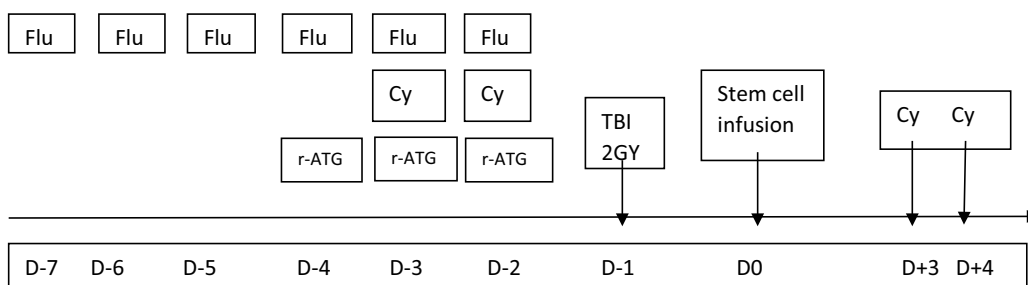 Flu Flu Flu Flu Flu Flu
Cy Cy
r-ATG r-ATG r-ATG
TBI
2GY
Stem cell
infusion
Cy Cy
D-7 D-6 D-5 D-4 D-3 D-2 D-1 D0 D+3 D+4